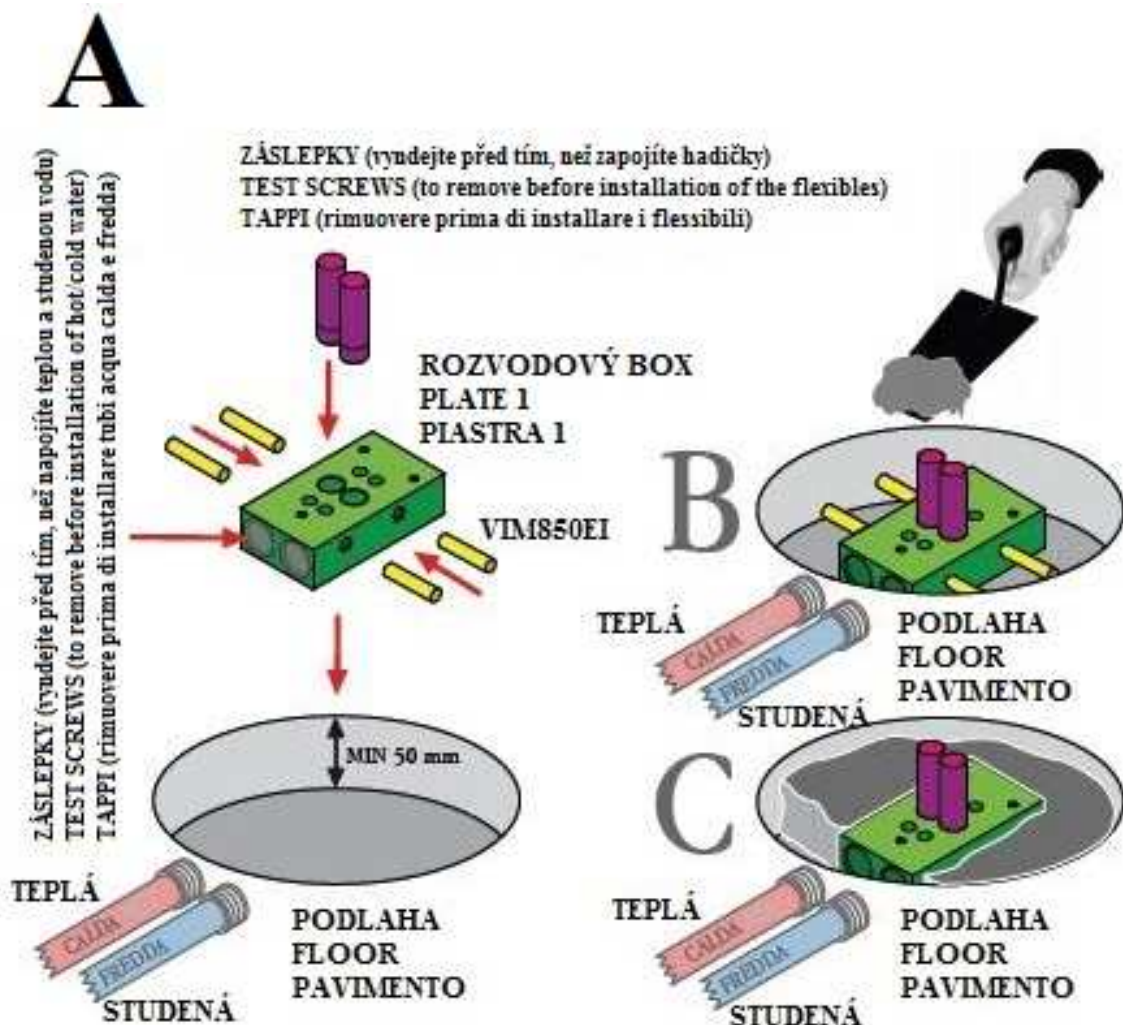 A
ZÁSLEPKY (vyndejte před tím, než zapojíte hadičky)
TEST SCREWS (to remove before installation of the flexibles)
TAPPI (rimuovere prima di installare i flessibili)
ZÁSLEPKY (vyndejte před tím, než napojíte teplou a studenou vodu)
TEST SCREWS (to remove before installation of hot/cold water)
TAPPI (rimuovere prima di installare tubi acqua calda e fredda)
ROZVODOVÝ BOX
PLATE 1
PIASTRA 1
VIM850EI
MIN 50 mm
TEPLÁ
CALDA
FREDDA
STUDENÁ
PODLAHA
FLOOR
PAVIMENTO
B
TEPLÁ
CALDA
FREDDA
STUDENÁ
PODLAHA
FLOOR
PAVIMENTO
C
TEPLÁ
CALDA
FREDDA
STUDENÁ
PODLAHA
FLOOR
PAVIMENTO